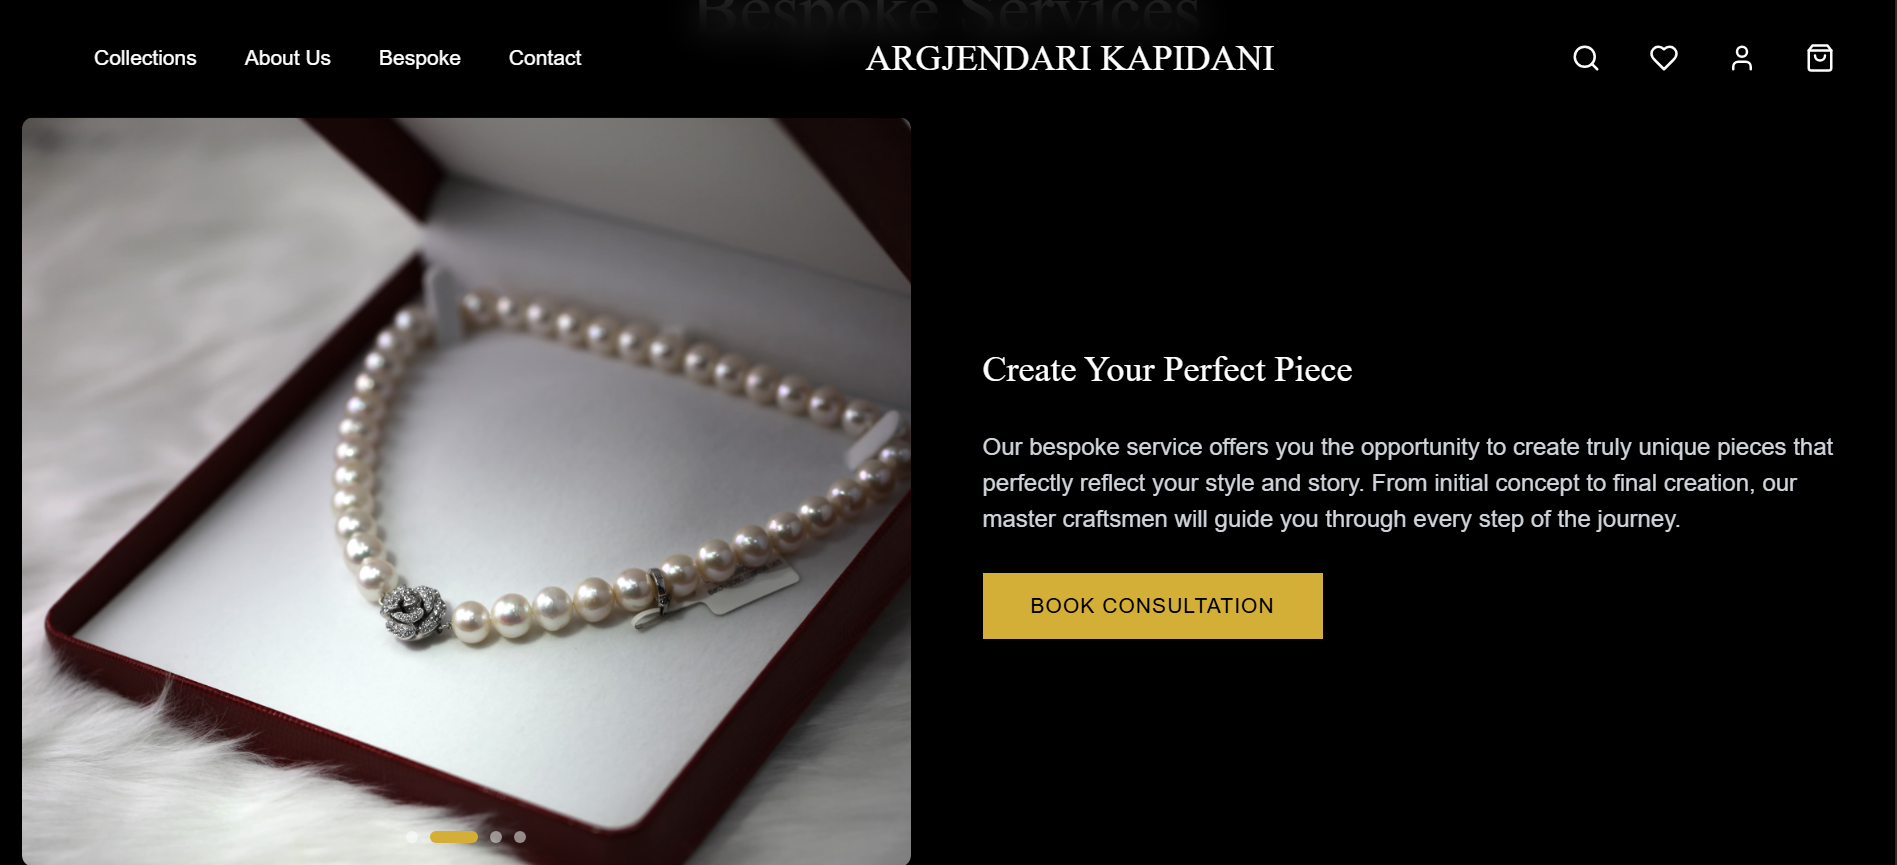 Bespoke Services
Collections About Us Bespoke Contact
ARGJENDARI KAPIDANI
Create Your Perfect Piece
Our bespoke service offers you the opportunity to create truly unique pieces that
perfectly reflect your style and story. From initial concept to final creation, our
master craftsmen will guide you through every step of the journey.
BOOK CONSULTATION